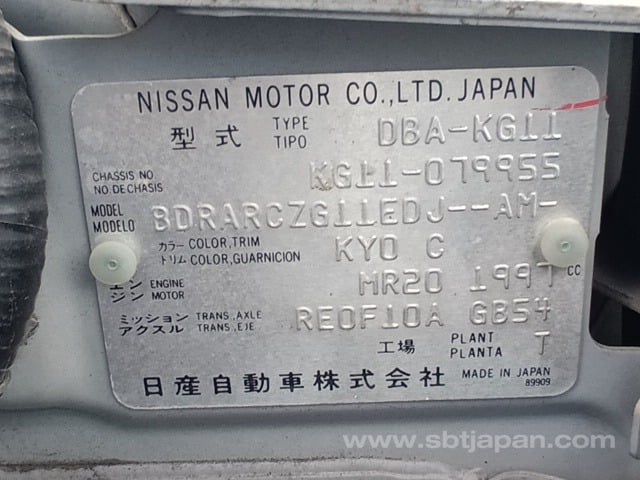 NISSAN MOTOR CO.,LTD. JAPAN
型式 TYPE TIPO DBA-KG11
CHASSIS NO NO. DE CHASIS KG11-079955
MODEL MODELO BDRARCZG11EDJ--AM-
カラー COLOR,TRIM KY0 C
トリム COLOR,GUARNICION
エン ENGINE MR20 1997 CC
ジン MOTOR
ミッション TRANS.,AXLE RE0F10A GB54
アクスル TRANS.,EJE
工場 PLANT PLANTA T
日産自動車株式会社 MADE IN JAPAN
89909
www.sbtjapan.com